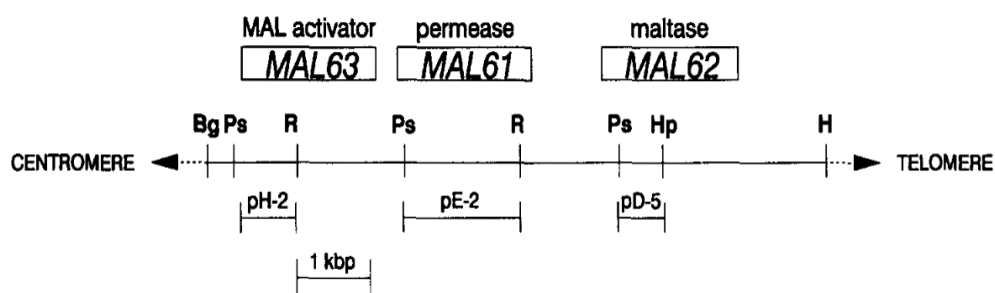 MAL activator permease maltase
MAL63 MAL61 MAL62
Bg Ps R Ps R Ps Hp H
CENTROMERE TELOMERE
pH-2 pE-2 pD-5
1 kbp